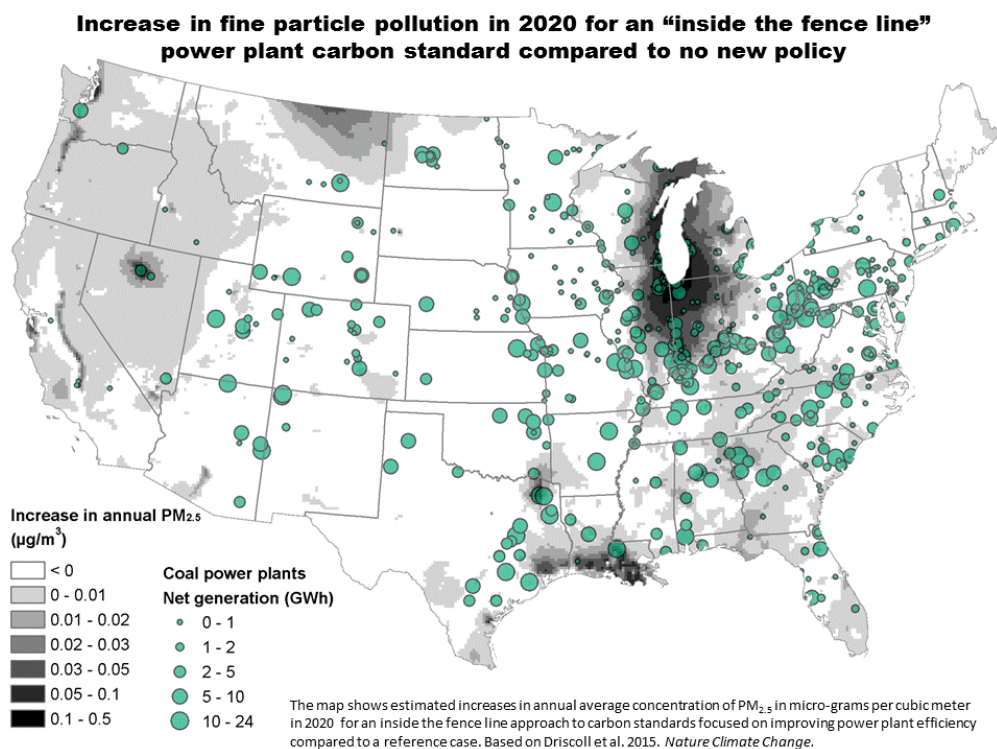 Increase in fine particle pollution in 2020 for an “inside the fence line”
power plant carbon standard compared to no new policy
Increase in annual PM2.5
(μg/m³)
< 0
0 - 0.01
0.01 - 0.02
0.02 - 0.03
0.03 - 0.05
0.05 - 0.1
0.1 - 0.5
Coal power plants
Net generation (GWh)
0 - 1
1 - 2
2 - 5
5 - 10
10 - 24
The map shows estimated increases in annual average concentration of PM2.5 in micro-grams per cubic meter
in 2020 for an inside the fence line approach to carbon standards focused on improving power plant efficiency
compared to a reference case. Based on Driscoll et al. 2015. Nature Climate Change.